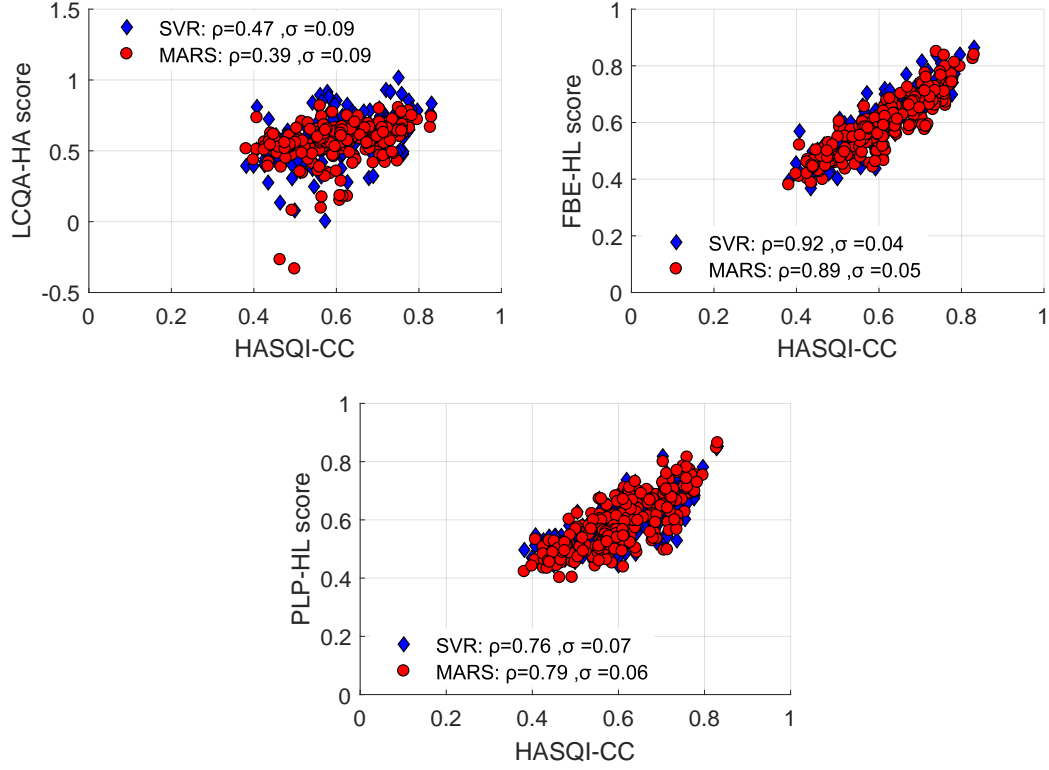 1.5
1
0.5
0
-0.5
LCQA-HA score
SVR: ρ=0.47 ,σ =0.09
MARS: ρ=0.39 ,σ =0.09
0
0.2
0.4
0.6
0.8
1
HASQI-CC
1
0.8
0.6
0.4
0.2
0
FBE-HL score
SVR: ρ=0.92 ,σ =0.04
MARS: ρ=0.89 ,σ =0.05
0
0.2
0.4
0.6
0.8
1
HASQI-CC
1
0.8
0.6
0.4
0.2
0
PLP-HL score
SVR: ρ=0.76 ,σ =0.07
MARS: ρ=0.79 ,σ =0.06
0
0.2
0.4
0.6
0.8
1
HASQI-CC